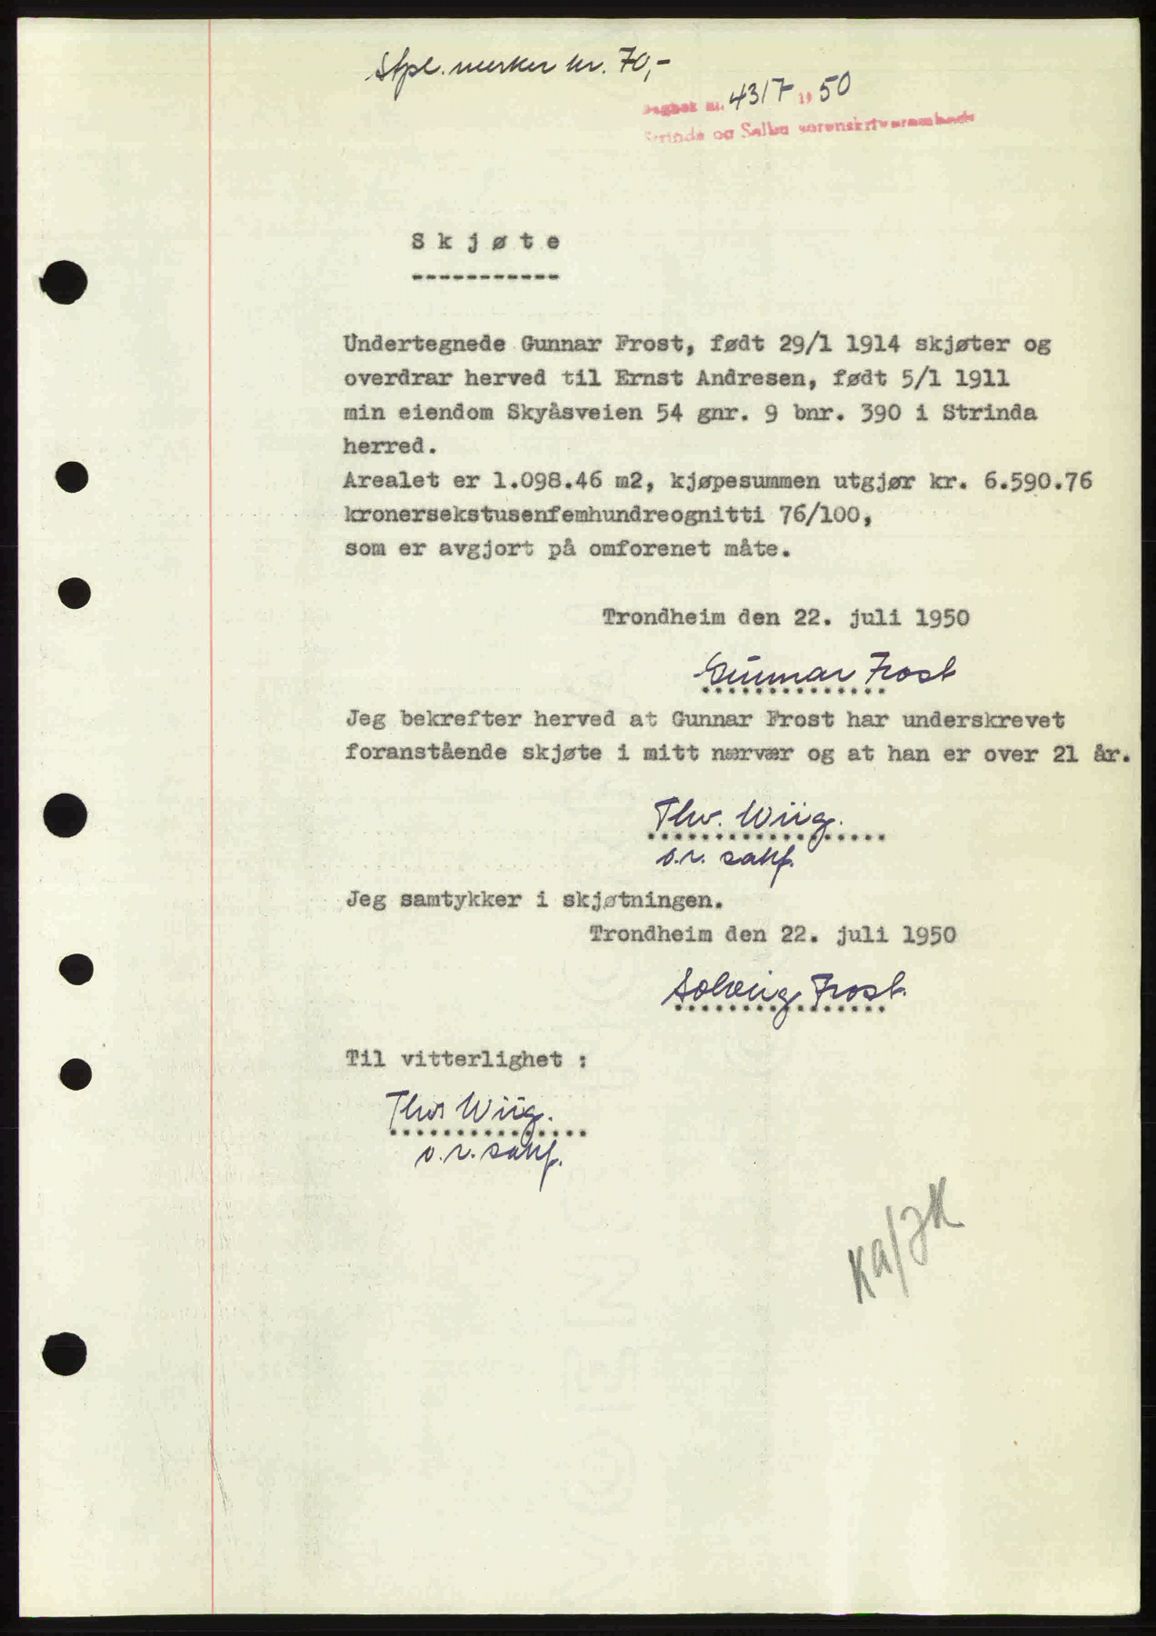 Stpl. merker kr. 70,-
Dagbok nr. 4317 1950
Strinda og Selbu sorenskriverembede
Skjøte
-----------
Undertegnede Gunnar Frost, født 29/1 1914 skjøter og
overdrar herved til Ernst Andresen, født 5/1 1911
min eiendom Skyåsveien 54 gnr. 9 bnr. 390 i Strinda
herred.
Arealet er 1.098.46 m2, kjøpesummen utgjør kr. 6.590.76
kronersekstusenfemhundreognitti 76/100,
som er avgjort på omforenet måte.
Trondheim den 22. juli 1950
Gunnar Frost
Jeg bekrefter herved at Gunnar Frost har underskrevet
foranstående skjøte i mitt nærvær og at han er over 21 år.
Thv. Wiig.
o.r. sakf.
Jeg samtykker i skjøtningen.
Trondheim den 22. juli 1950
Solveig Frost.
Til vitterlighet :
Thv Wiig.
o.r. sakf.
Ka/JK